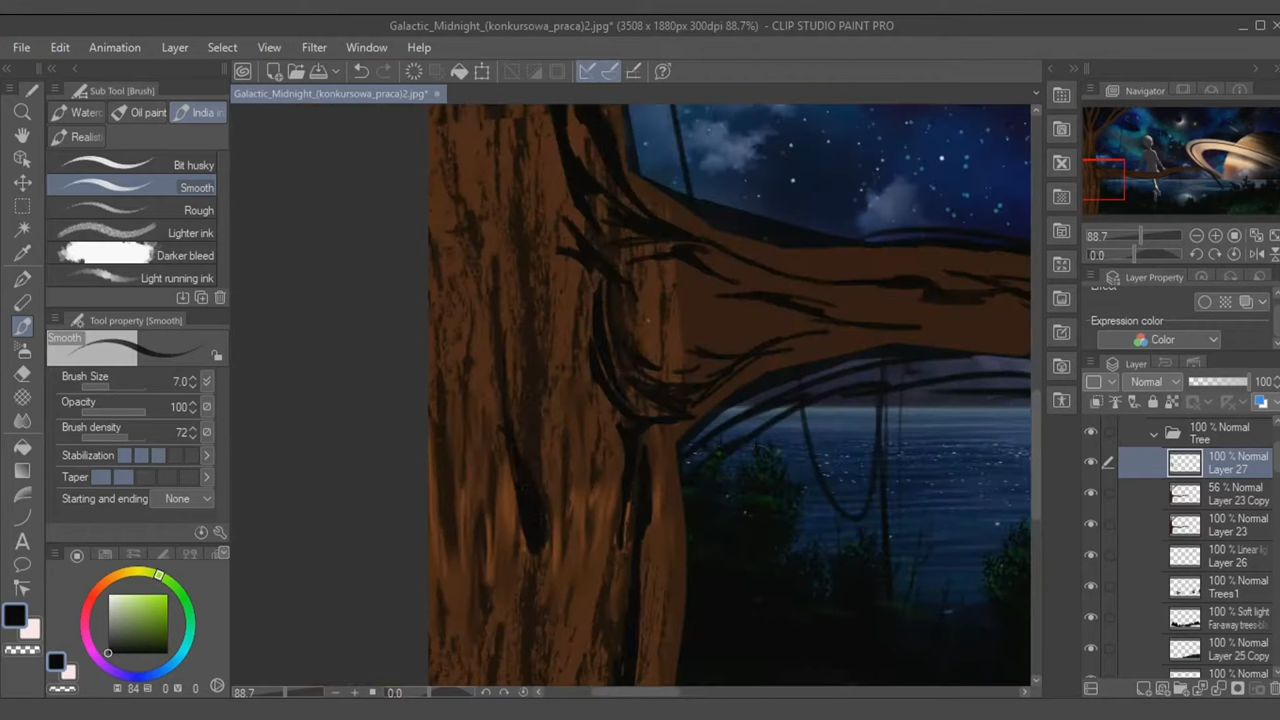 Galactic_Midnight_(konkursowa_praca)2.jpg* (3508 x 1880px 300dpi 88.7%) - CLIP STUDIO PAINT PRO
File Edit Animation Layer Select View Filter Window Help
Sub Tool [Brush]
Galactic_Midnight_(konkursowa_praca)2.jpg*
Navigator
Waterc Oil paint India in
Realist
Bit husky
Smooth
Rough
Lighter ink
Darker bleed
Light running ink
Tool property [Smooth]
Smooth
Brush Size 7.0
Opacity 100
Brush density 72
Stabilization
Taper
Starting and ending None
H 84 S 0 V 0
88.7 0.0
88.7
0.0
Layer Property
Effect
Expression color
Color
Layer
Normal 100
100 % Normal
Tree
100 % Normal
Layer 27
56 % Normal
Layer 23 Copy
100 % Normal
Layer 23
100 % Linear lig
Layer 26
100 % Normal
Trees1
100 % Soft light
Far-away trees-bla
100 % Normal
Layer 25 Copy
100 % Normal